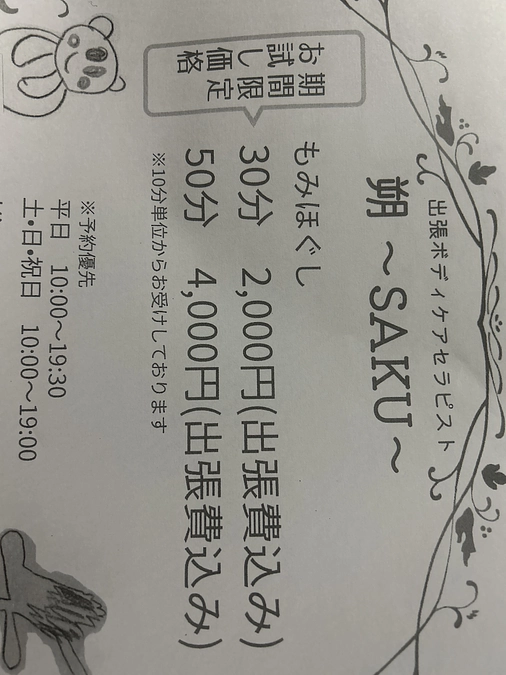 出張ボディケアセラピスト
朔 ～SAKU～
もみほぐし
期間限定
お試し価格
30分 2,000円(出張費込み)
50分 4,000円(出張費込み)
※10分単位からお受けしております
※予約優先
平日 10:00～19:30
土・日・祝日 10:00～19:00